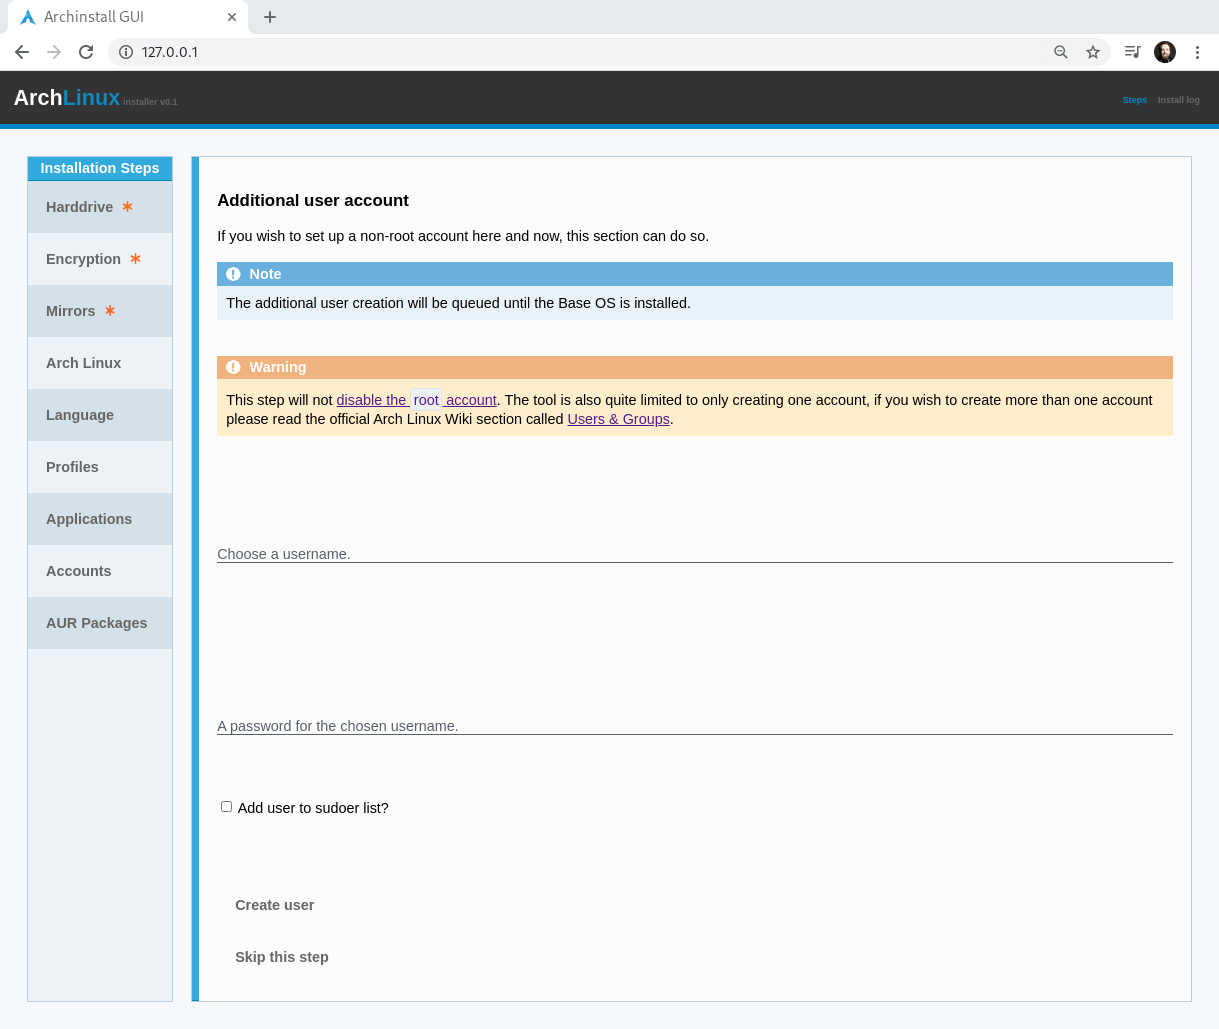 Archinstall GUI
127.0.0.1
ArchLinux installer v0.1
Steps Install log
Installation Steps
Harddrive *
Encryption *
Mirrors *
Arch Linux
Language
Profiles
Applications
Accounts
AUR Packages
Additional user account
If you wish to set up a non-root account here and now, this section can do so.
Note
The additional user creation will be queued until the Base OS is installed.
Warning
This step will not disable the root account. The tool is also quite limited to only creating one account, if you wish to create more than one account
please read the official Arch Linux Wiki section called Users & Groups.
Choose a username.
A password for the chosen username.
Add user to sudoer list?
Create user
Skip this step